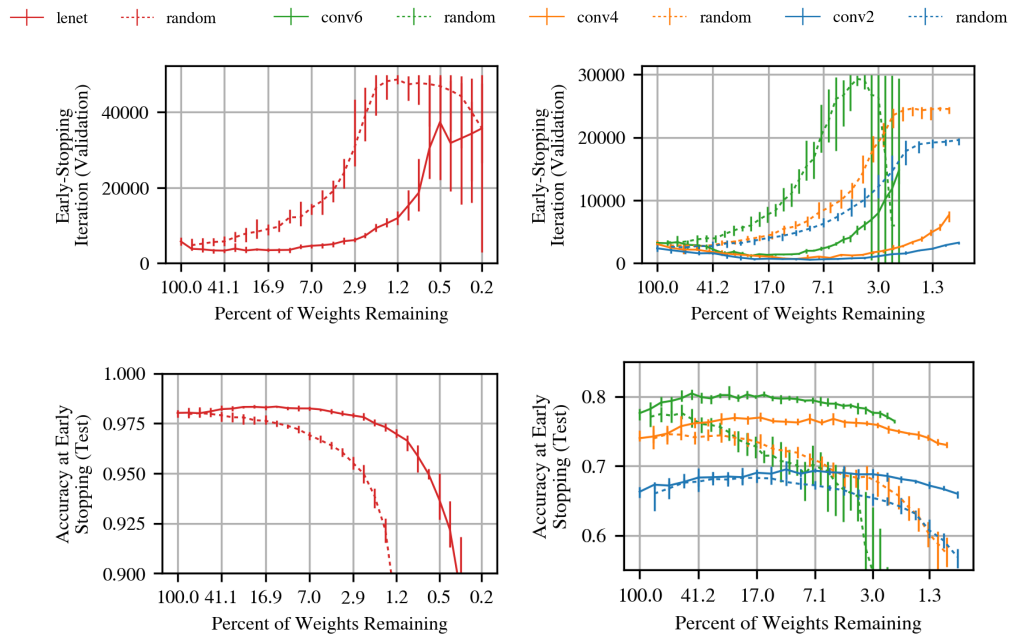 lenet random conv6 random conv4 random conv2 random
Early-Stopping
Iteration (Validation)
40000
20000
0
100.0 41.1 16.9 7.0 2.9 1.2 0.5 0.2
Percent of Weights Remaining
Early-Stopping
Iteration (Validation)
30000
20000
10000
0
100.0 41.2 17.0 7.1 3.0 1.3
Percent of Weights Remaining
Accuracy at Early
Stopping (Test)
1.000
0.975
0.950
0.925
0.900
100.0 41.1 16.9 7.0 2.9 1.2 0.5 0.2
Percent of Weights Remaining
Accuracy at Early
Stopping (Test)
0.8
0.7
0.6
100.0 41.2 17.0 7.1 3.0 1.3
Percent of Weights Remaining